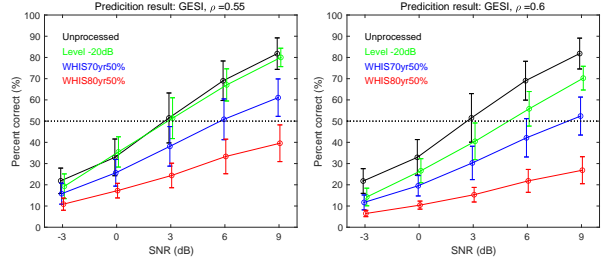 Predicition result: GESI, ρ =0.55
Unprocessed
Level -20dB
WHIS70yr50%
WHIS80yr50%
Percent correct (%)
100
90
80
70
60
50
40
30
20
10
0
-3 0 3 6 9
SNR (dB)
Predicition result: GESI, ρ =0.6
Unprocessed
Level -20dB
WHIS70yr50%
WHIS80yr50%
Percent correct (%)
100
90
80
70
60
50
40
30
20
10
0
-3 0 3 6 9
SNR (dB)